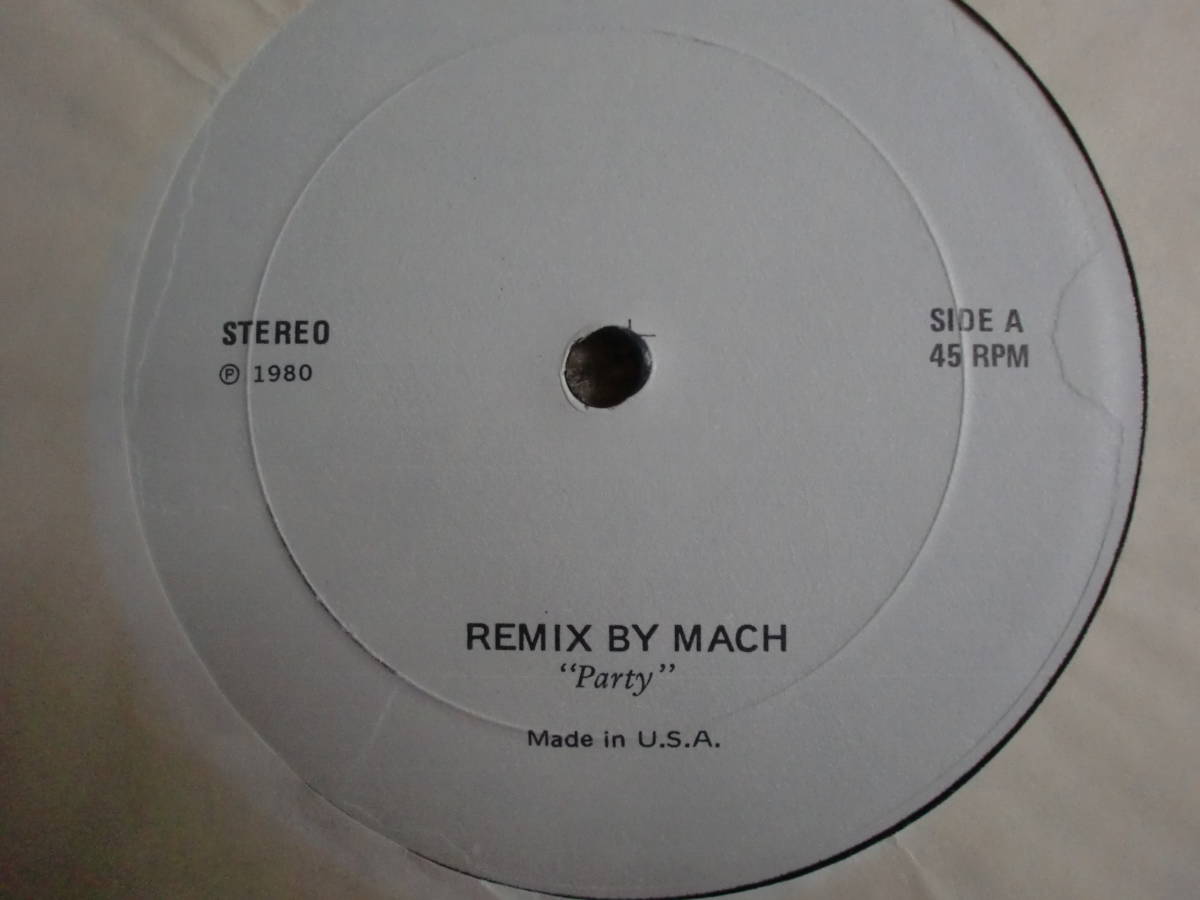 STEREO
℗ 1980
SIDE A
45 RPM
REMIX BY MACH
“Party”
Made in U.S.A.